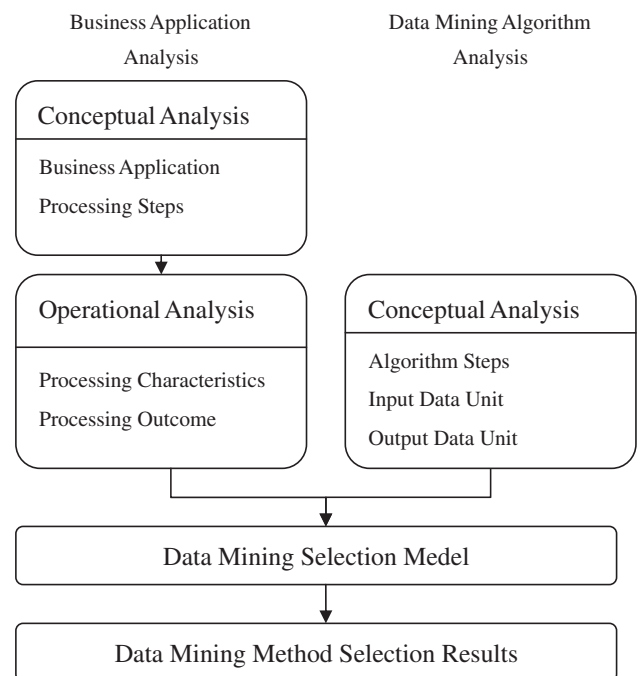 Business Application
Analysis
Data Mining Algorithm
Analysis
Conceptual Analysis
Business Application
Processing Steps
Operational Analysis
Processing Characteristics
Processing Outcome
Conceptual Analysis
Algorithm Steps
Input Data Unit
Output Data Unit
Data Mining Selection Model
Data Mining Method Selection Results